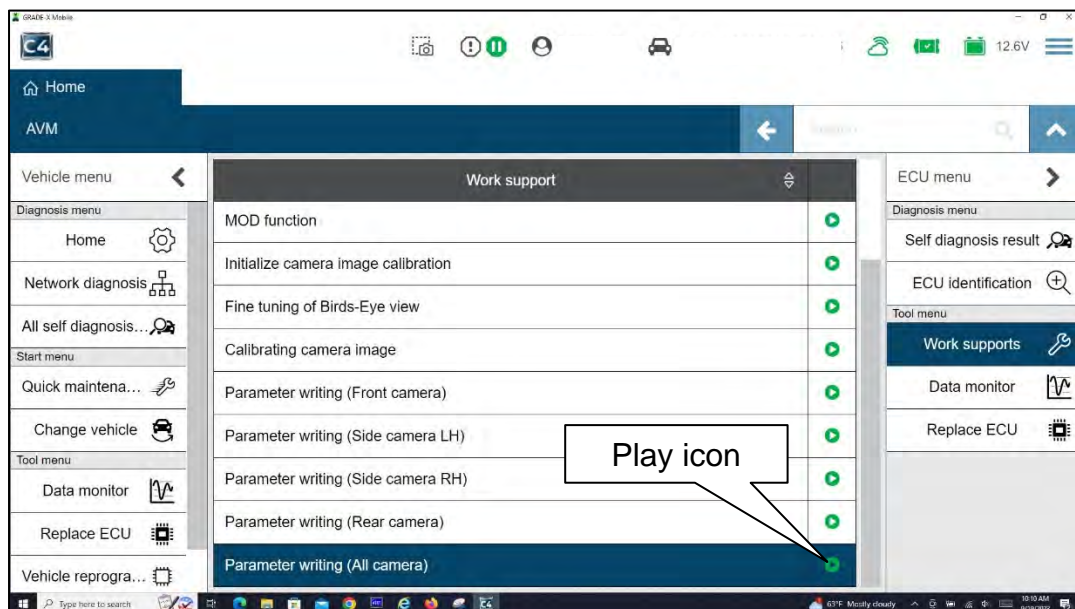 GRADE-X Mobile
C4
12.6V
Home
AVM
Vehicle menu
Work support
ECU menu
Diagnosis menu
MOD function
Diagnosis menu
Home
Self diagnosis result
Initialize camera image calibration
Network diagnosis
ECU identification
Fine tuning of Birds-Eye view
Tool menu
All self diagnosis...
Calibrating camera image
Work supports
Start menu
Quick maintena...
Parameter writing (Front camera)
Data monitor
Change vehicle
Parameter writing (Side camera LH)
Replace ECU
Play icon
Tool menu
Parameter writing (Side camera RH)
Data monitor
Parameter writing (Rear camera)
Replace ECU
Parameter writing (All camera)
Vehicle reprogra...
Type here to search
C4
63°F Mostly cloudy
10:10 AM